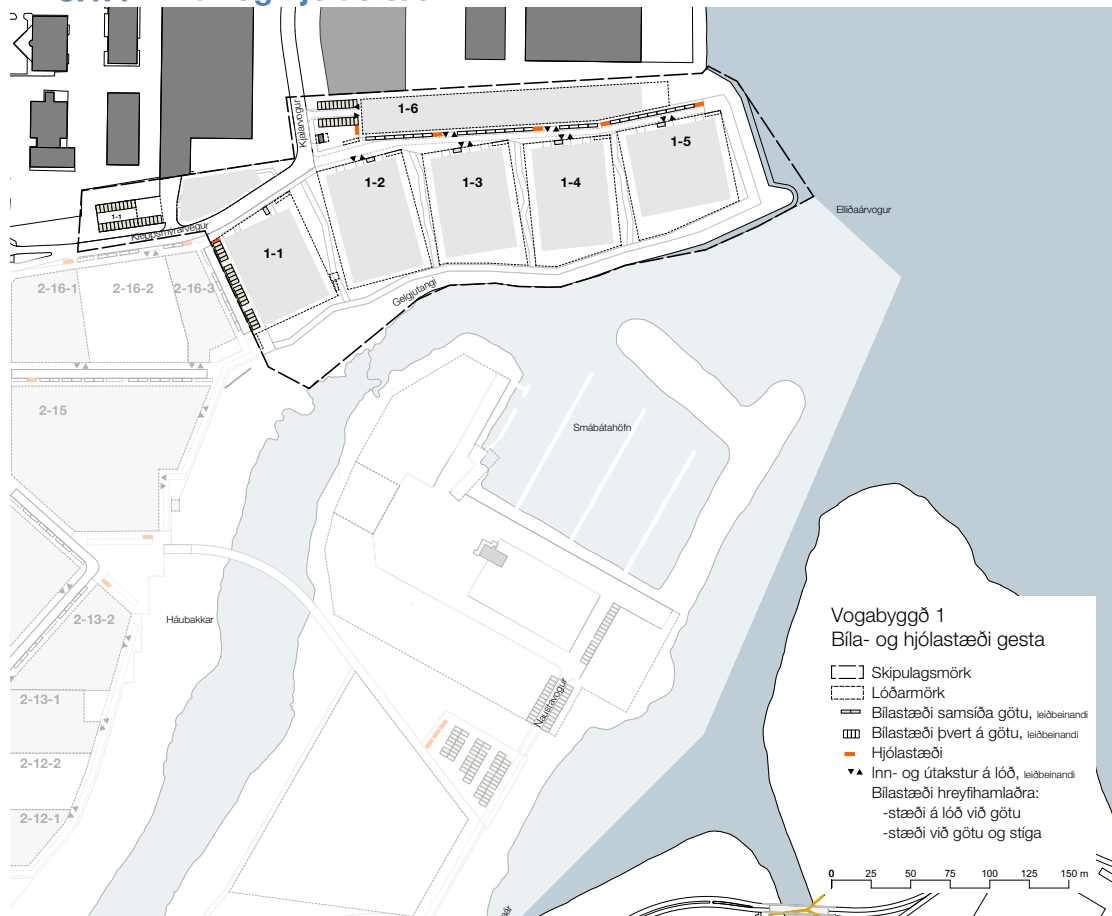 1-6
Kjalarvogur
1-5
1-2
1-3
1-4
1-1
Elliðaárvogur
Kleppsmýrarvegur
1-1
2-16-1
2-16-2
2-16-3
Gelgjutangi
2-15
Smábátahöfn
2-13-2
Háubakkar
2-13-1
Naustavogur
2-12-2
2-12-1
Vogabyggð 1
Bíla- og hjólastæði gesta
Skipulagsmörk
Lóðarmörk
Bílastæði samsíða götu, leiðbeinandi
Bílastæði þvert á götu, leiðbeinandi
Hjólastæði
Inn- og útakstur á lóð, leiðbeinandi
Bílastæði hreyfihamlaðra:
-stæði á lóð við götu
-stæði við götu og stíga
0 25 50 75 100 125 150 m